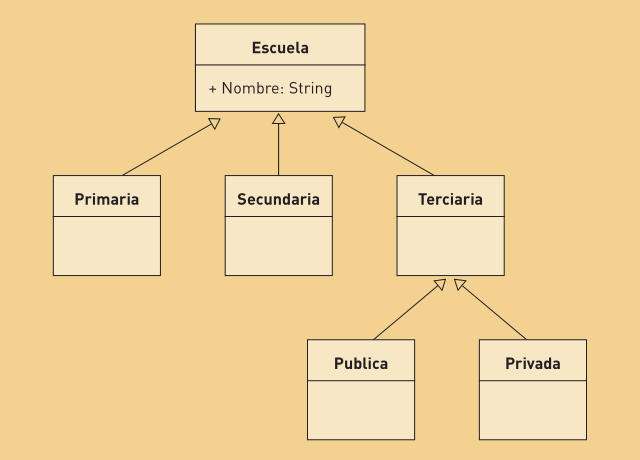 Escuela
+ Nombre: String
Primaria
Secundaria
Terciaria
Publica
Privada